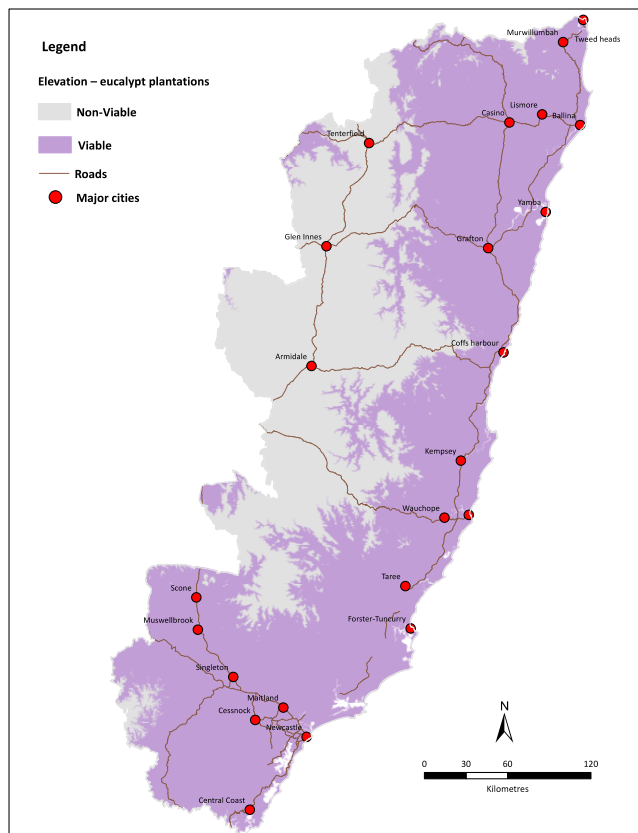 Legend
Elevation – eucalypt plantations
Non-Viable
Viable
Roads
Major cities
Murwillumbah
Tweed heads
Lismore
Casino
Ballina
Tenterfield
Yamba
Glen Innes
Grafton
Coffs harbour
Armidale
Kempsey
Wauchope
Taree
Scone
Forster-Tuncurry
Muswellbrook
Singleton
Maitland
Cessnock
Newcastle
N
0 30 60 120
Kilometres
Central Coast